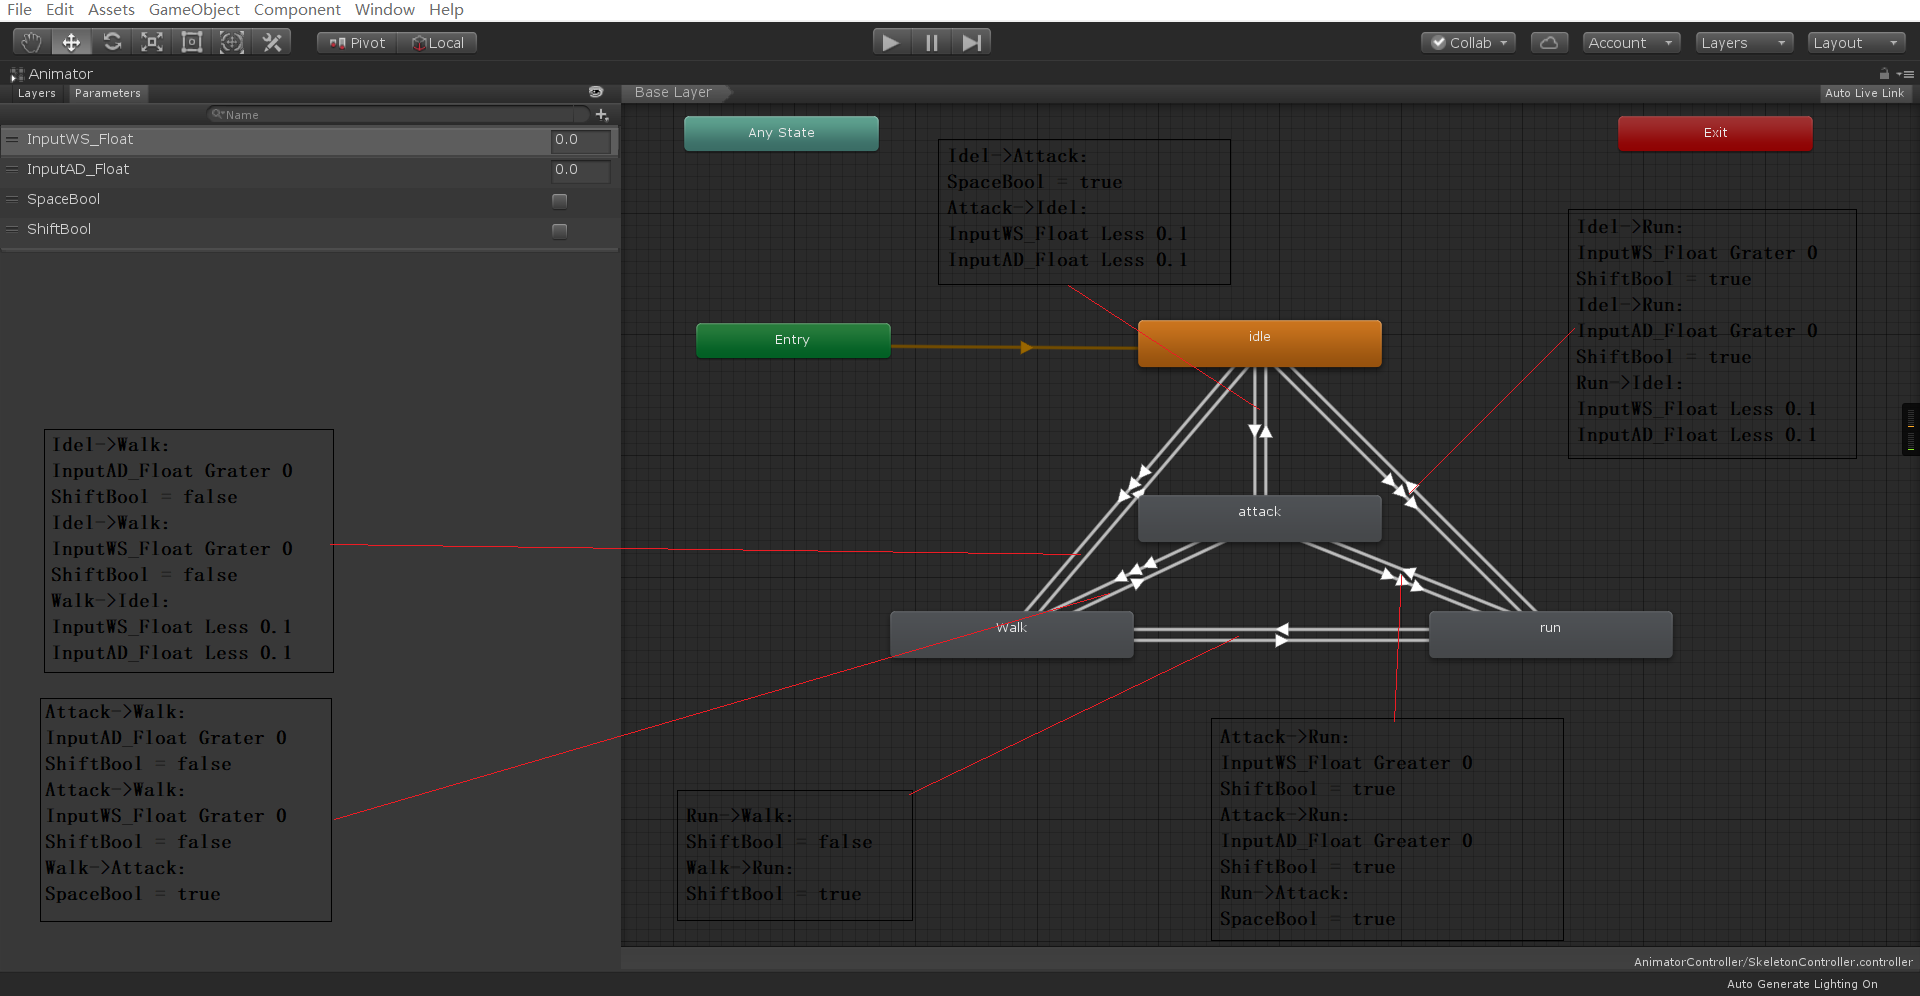 File Edit Assets GameObject Component Window Help
Pivot Local Collab Account Layers Layout
Animator
Layers Parameters
Name
InputWS_Float 0.0
InputAD_Float 0.0
SpaceBool
ShiftBool
Base Layer Auto Live Link
Any State
Exit
Idel->Attack:
SpaceBool = true
Attack->Idel:
InputWS_Float Less 0.1
InputAD_Float Less 0.1
Idel->Run:
InputWS_Float Grater 0
ShiftBool = true
Idel->Run:
InputAD_Float Grater 0
ShiftBool = true
Run->Idel:
InputWS_Float Less 0.1
InputAD_Float Less 0.1
Entry
idle
attack
Walk
run
Idel->Walk:
InputAD_Float Grater 0
ShiftBool = false
Idel->Walk:
InputWS_Float Grater 0
ShiftBool = false
Walk->Idel:
InputWS_Float Less 0.1
InputAD_Float Less 0.1
Attack->Walk:
InputAD_Float Grater 0
ShiftBool = false
Attack->Walk:
InputWS_Float Grater 0
ShiftBool = false
Walk->Attack:
SpaceBool = true
Run->Walk:
ShiftBool = false
Walk->Run:
ShiftBool = true
Attack->Run:
InputWS_Float Greater 0
ShiftBool = true
Attack->Run:
InputAD_Float Greater 0
ShiftBool = true
Run->Attack:
SpaceBool = true
AnimatorController/SkeletonController.controller
Auto Generate Lighting On